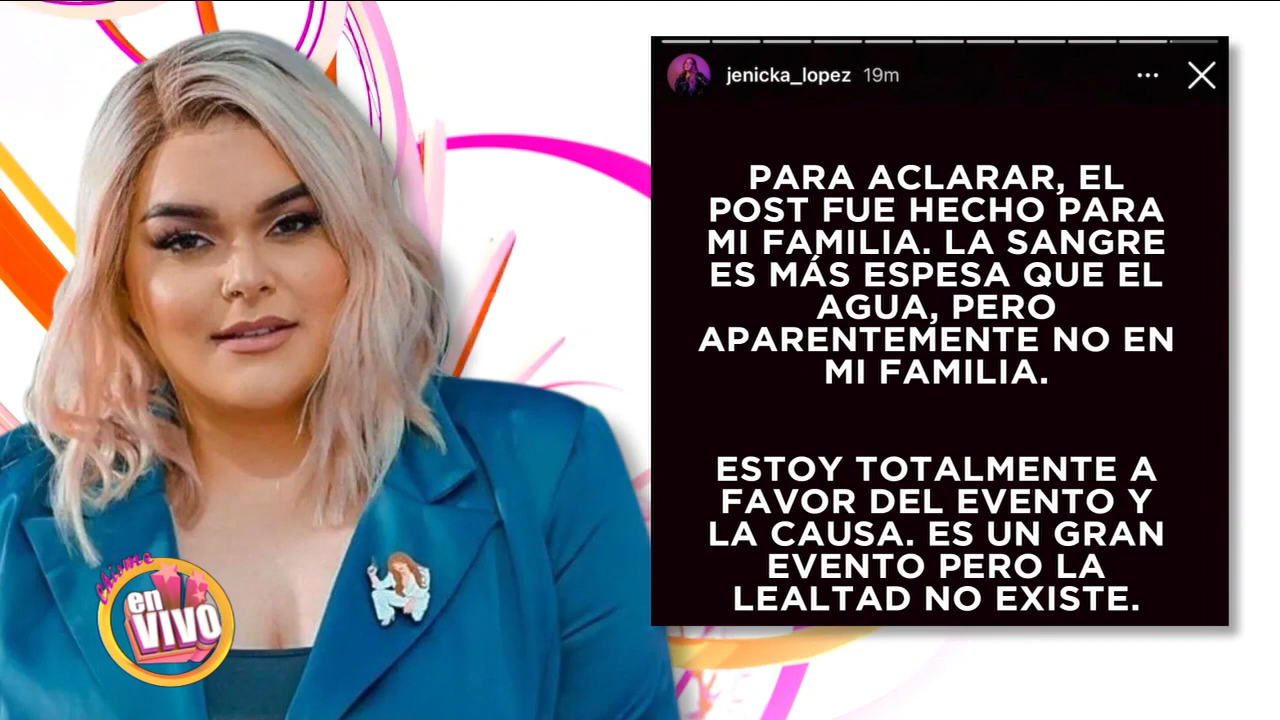 jenicka_lopez 19m
PARA ACLARAR, EL
POST FUE HECHO PARA
MI FAMILIA. LA SANGRE
ES MÁS ESPESA QUE EL
AGUA, PERO
APARENTEMENTE NO EN
MI FAMILIA.
ESTOY TOTALMENTE A
FAVOR DEL EVENTO Y
LA CAUSA. ES UN GRAN
EVENTO PERO LA
LEALTAD NO EXISTE.
Chisme
en
VIVO